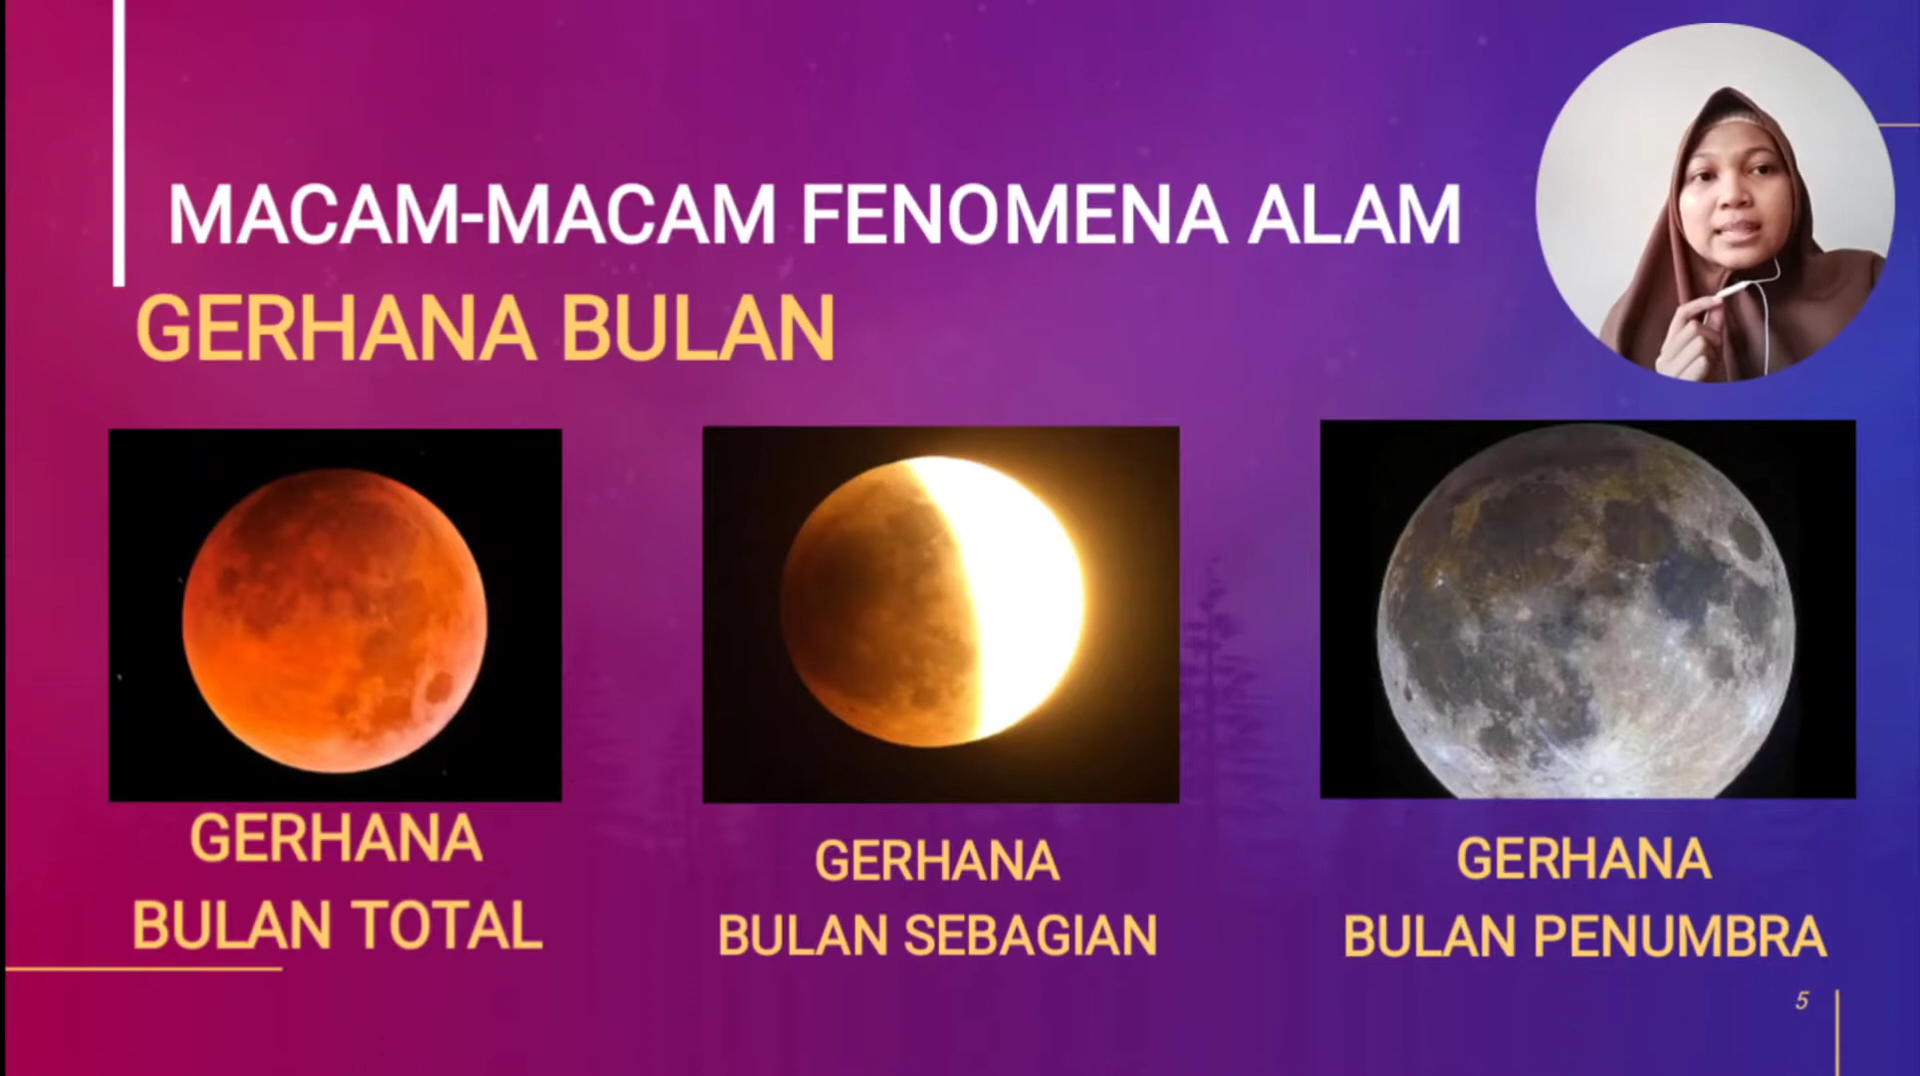 MACAM-MACAM FENOMENA ALAM
GERHANA BULAN
GERHANA
BULAN TOTAL
GERHANA
BULAN SEBAGIAN
GERHANA
BULAN PENUMBRA
5